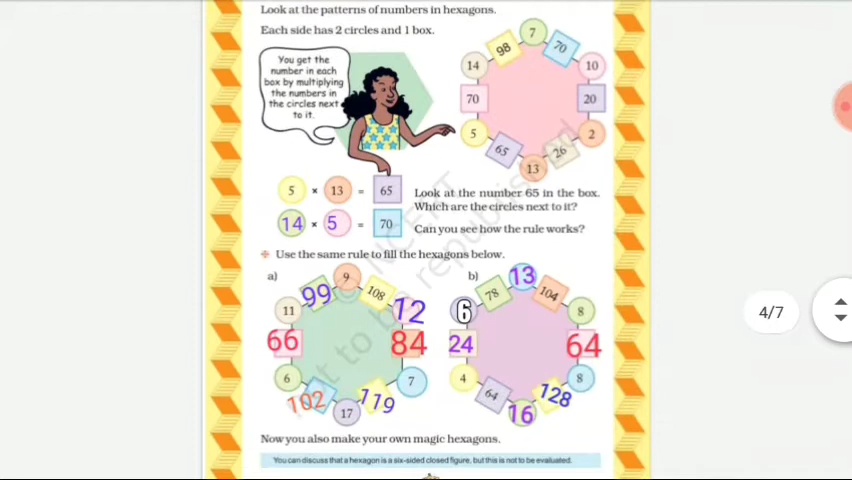 Look at the patterns of numbers in hexagons.
Each side has 2 circles and 1 box.
You get the
number in each
box by multiplying
the numbers in
the circles next
to it.
7
98
70
14
10
70
20
5
2
65
26
13
5 × 13 = 65
14 × 5 = 70
Look at the number 65 in the box.
Which are the circles next to it?
Can you see how the rule works?
✤ Use the same rule to fill the hexagons below.
a)
9
99
108
11
12
66
84
6
7
102
119
17
b)
13
78
104
6
8
24
64
4
8
64
128
16
Now you also make your own magic hexagons.
You can discuss that a hexagon is a six-sided closed figure, but this is not to be evaluated.
© NCERT
not to be republished
4/7